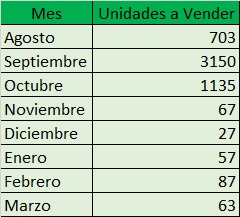 Mes Unidades a Vender
Agosto 703
Septiembre 3150
Octubre 1135
Noviembre 67
Diciembre 27
Enero 57
Febrero 87
Marzo 63